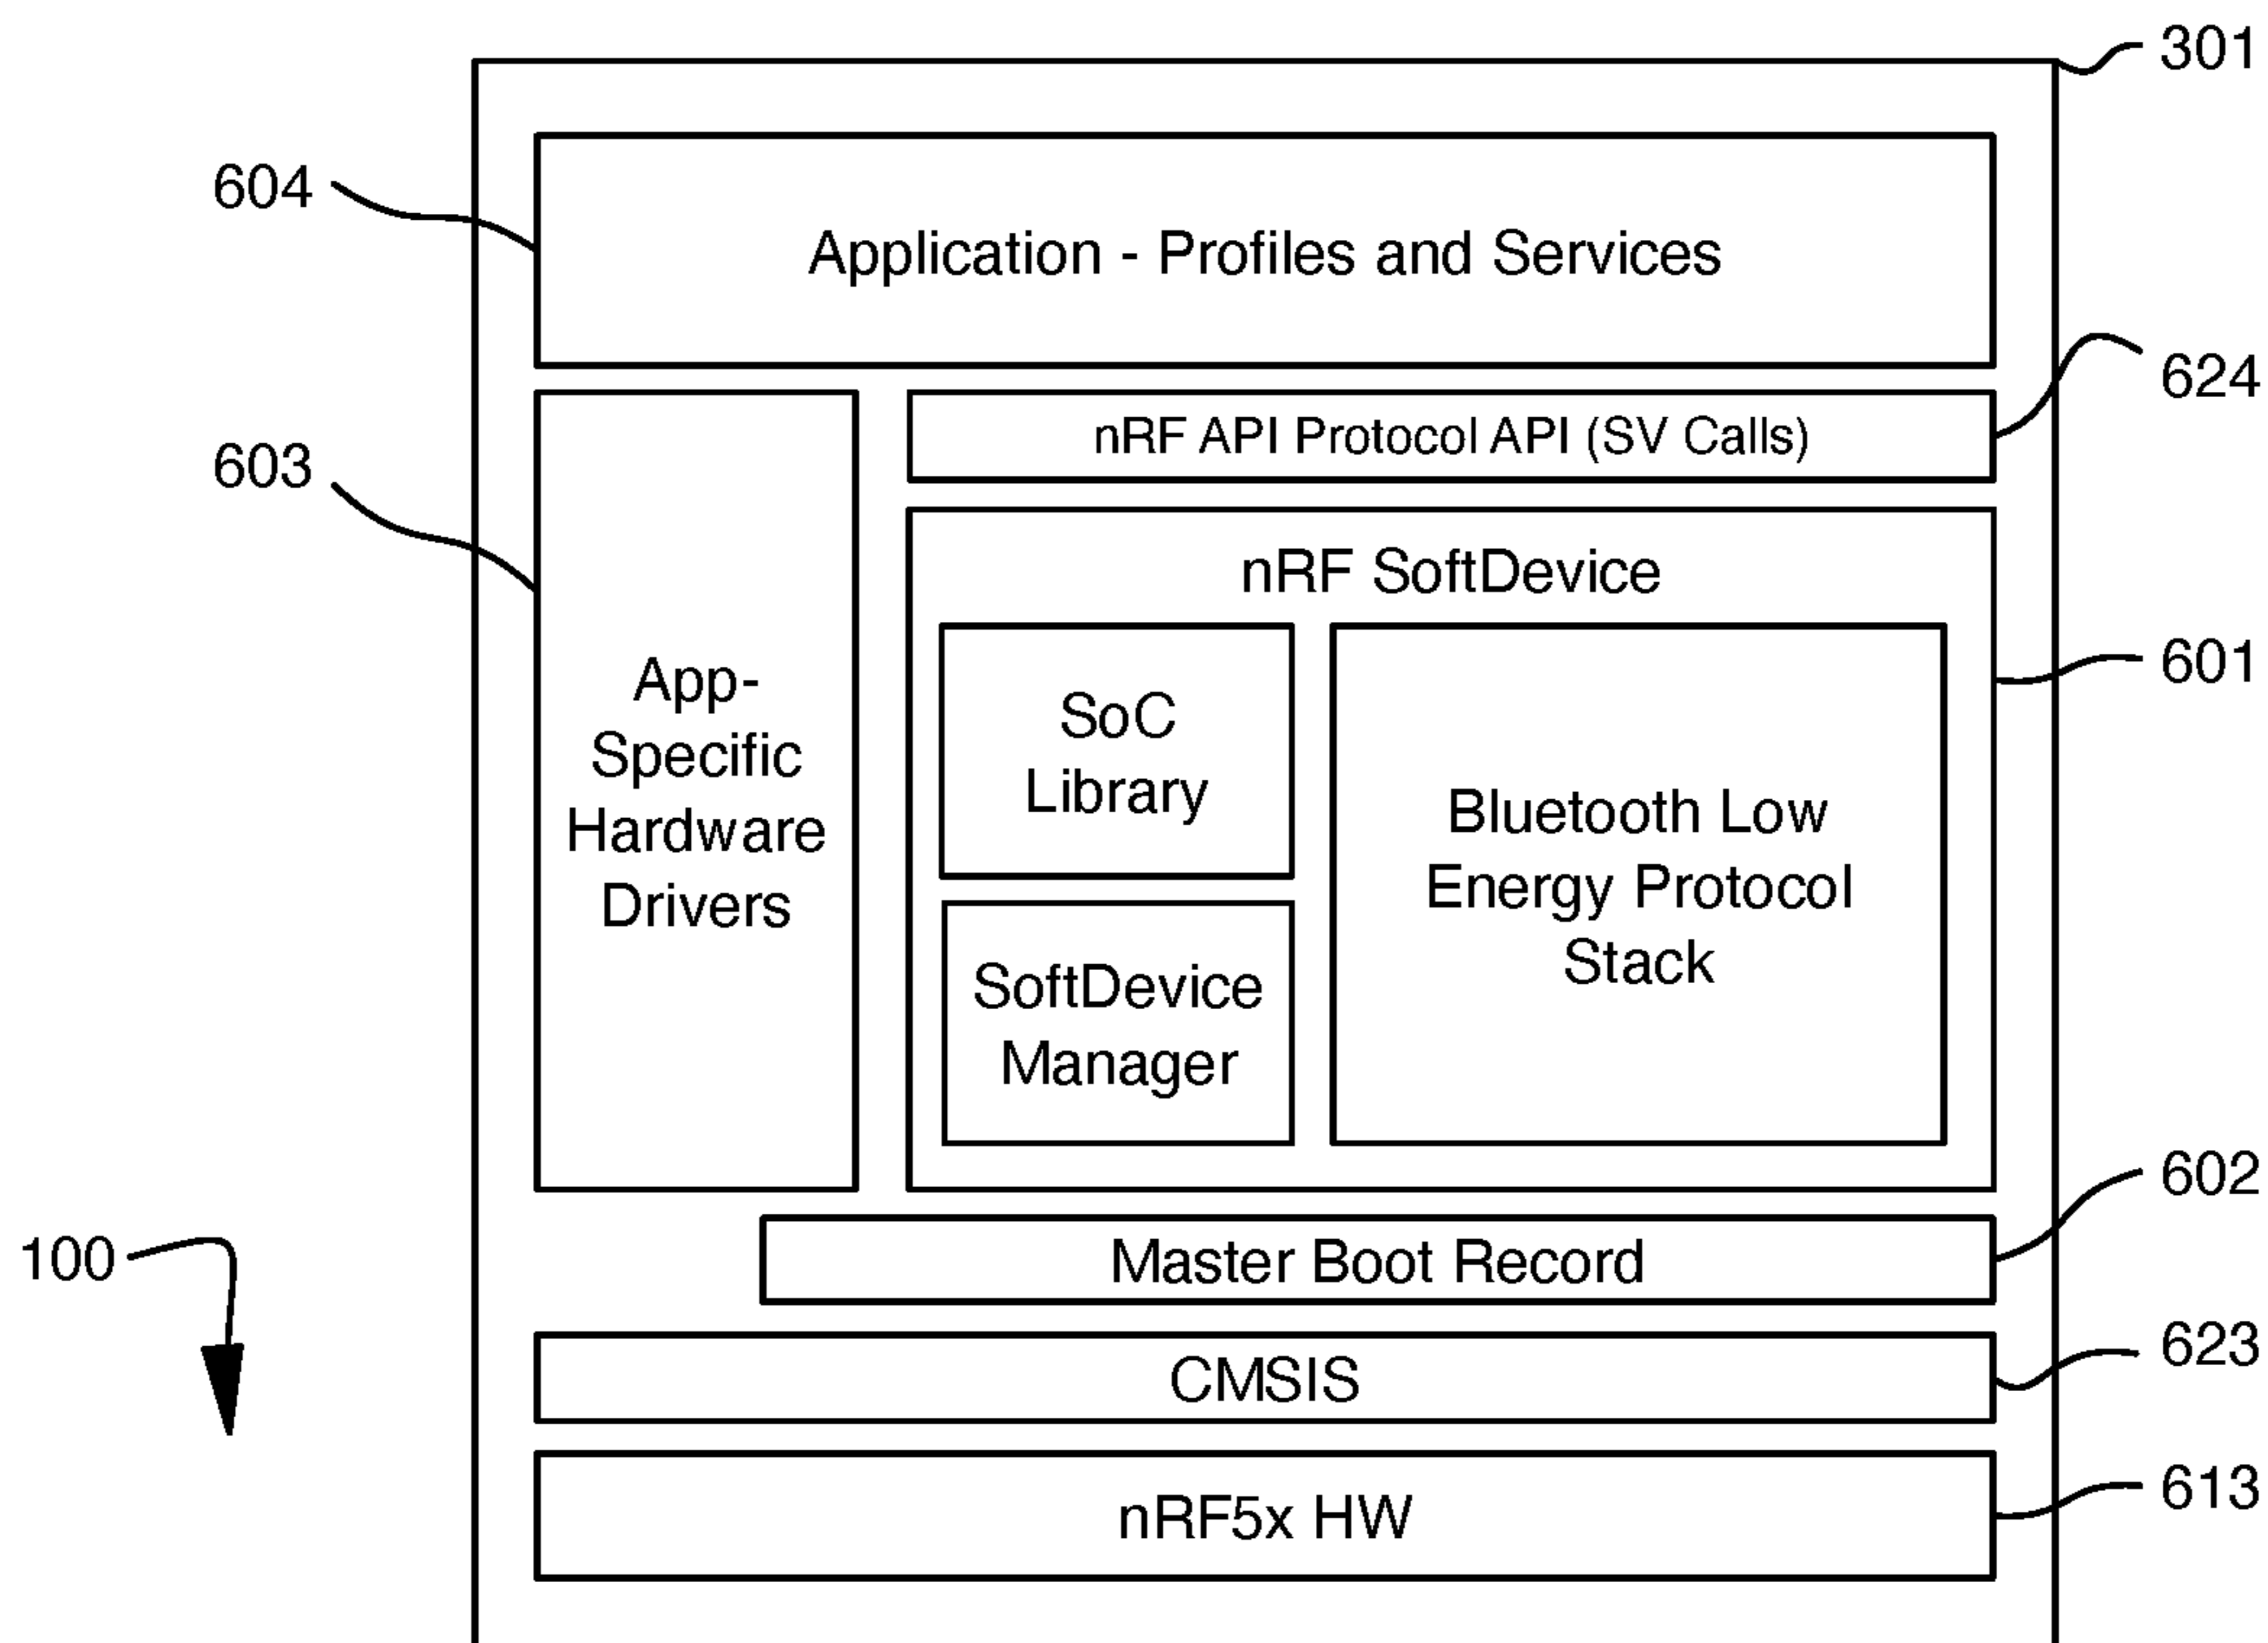 301
604
Application - Profiles and Services
624
nRF API Protocol API (SV Calls)
603
nRF SoftDevice
601
App-
Specific
Hardware
Drivers
SoC
Library
Bluetooth Low
Energy Protocol
Stack
SoftDevice
Manager
602
Master Boot Record
100
623
CMSIS
613
nRF5x HW